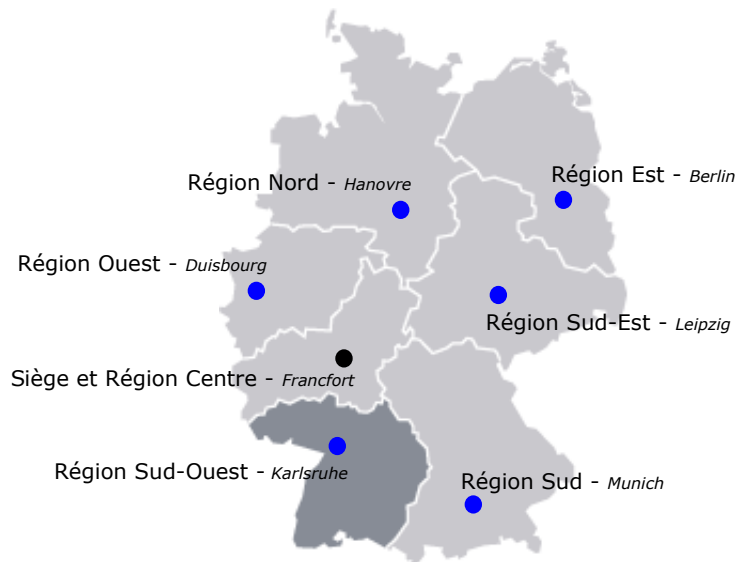 Région Est - Berlin
Région Nord - Hanovre
Région Ouest - Duisbourg
Région Sud-Est - Leipzig
Siège et Région Centre - Francfort
Région Sud-Ouest - Karlsruhe
Région Sud - Munich